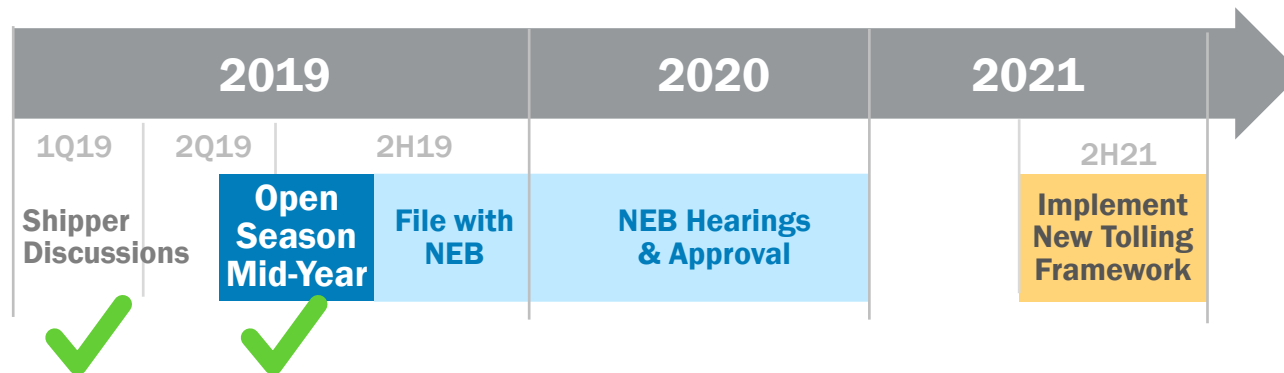 2019
2020
2021
1Q19
2Q19
2H19
2H21
Shipper
Discussions
Open
Season
Mid-Year
File with
NEB
NEB Hearings
& Approval
Implement
New Tolling
Framework